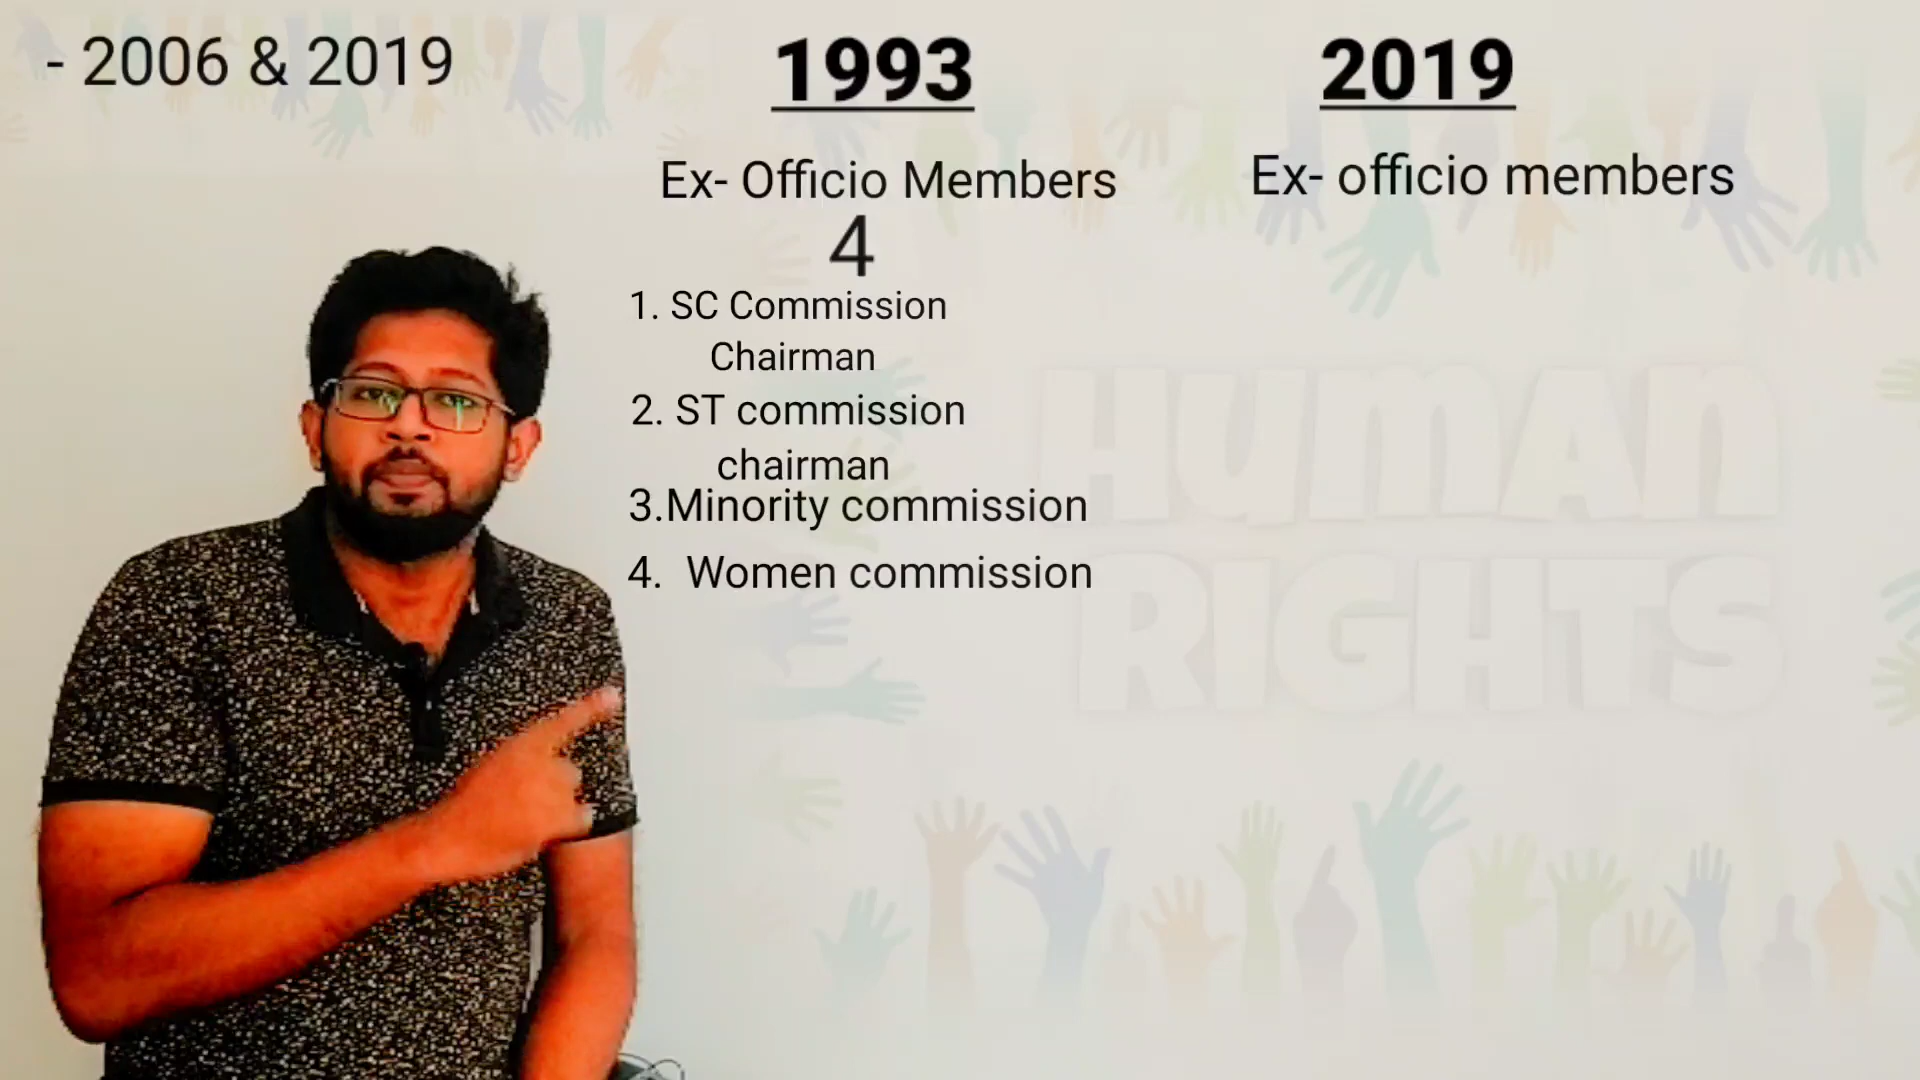 - 2006 & 2019
1993
Ex- Officio Members
4
1. SC Commission
Chairman
2. ST commission
chairman
3.Minority commission
4. Women commission
2019
Ex- officio members
HUMAN
RIGHTS